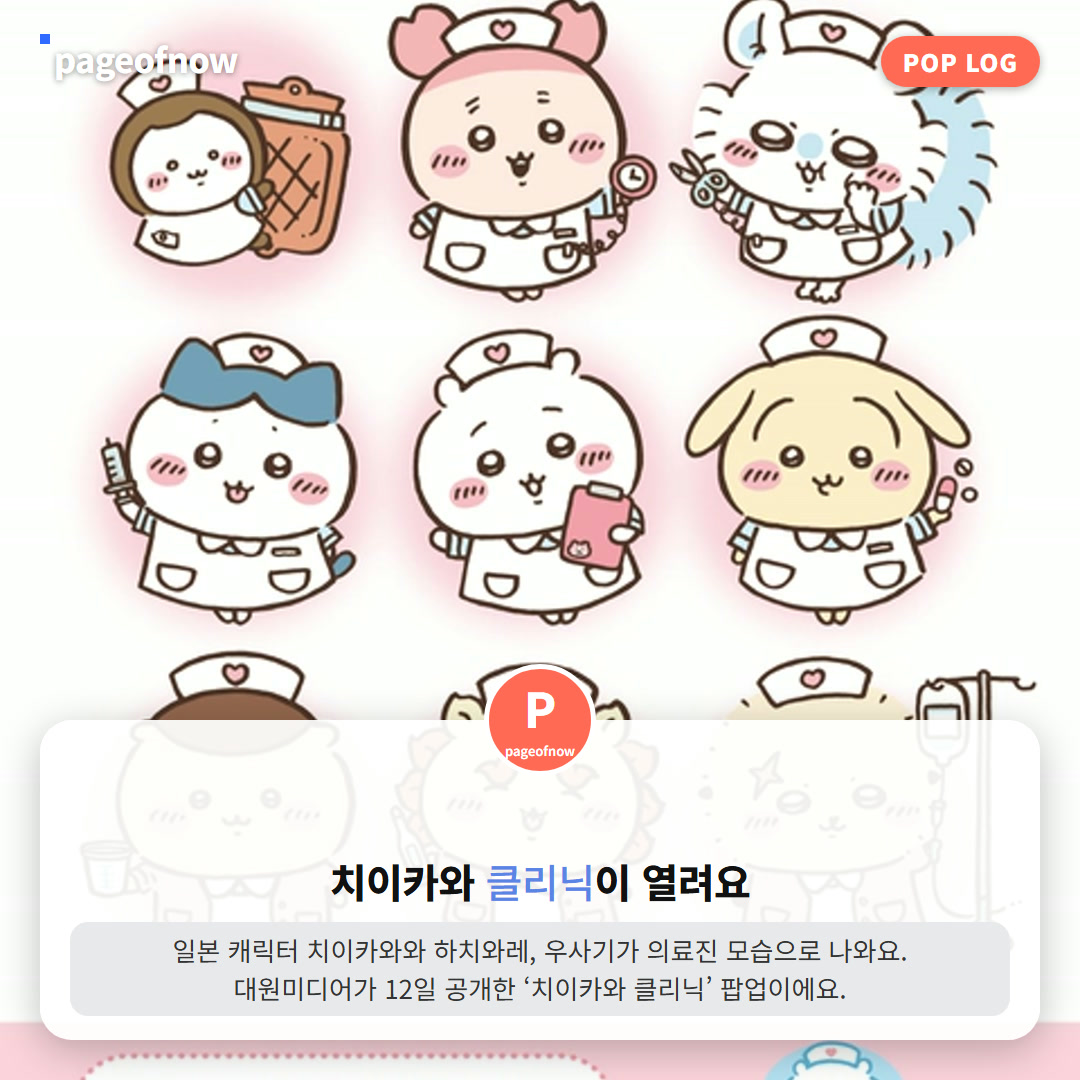 pageofnow
POP LOG
P
pageofnow
치이카와 클리닉이 열려요
일본 캐릭터 치이카와와 하치와레, 우사기가 의료진 모습으로 나와요.
대원미디어가 12일 공개한 ‘치이카와 클리닉’ 팝업이에요.